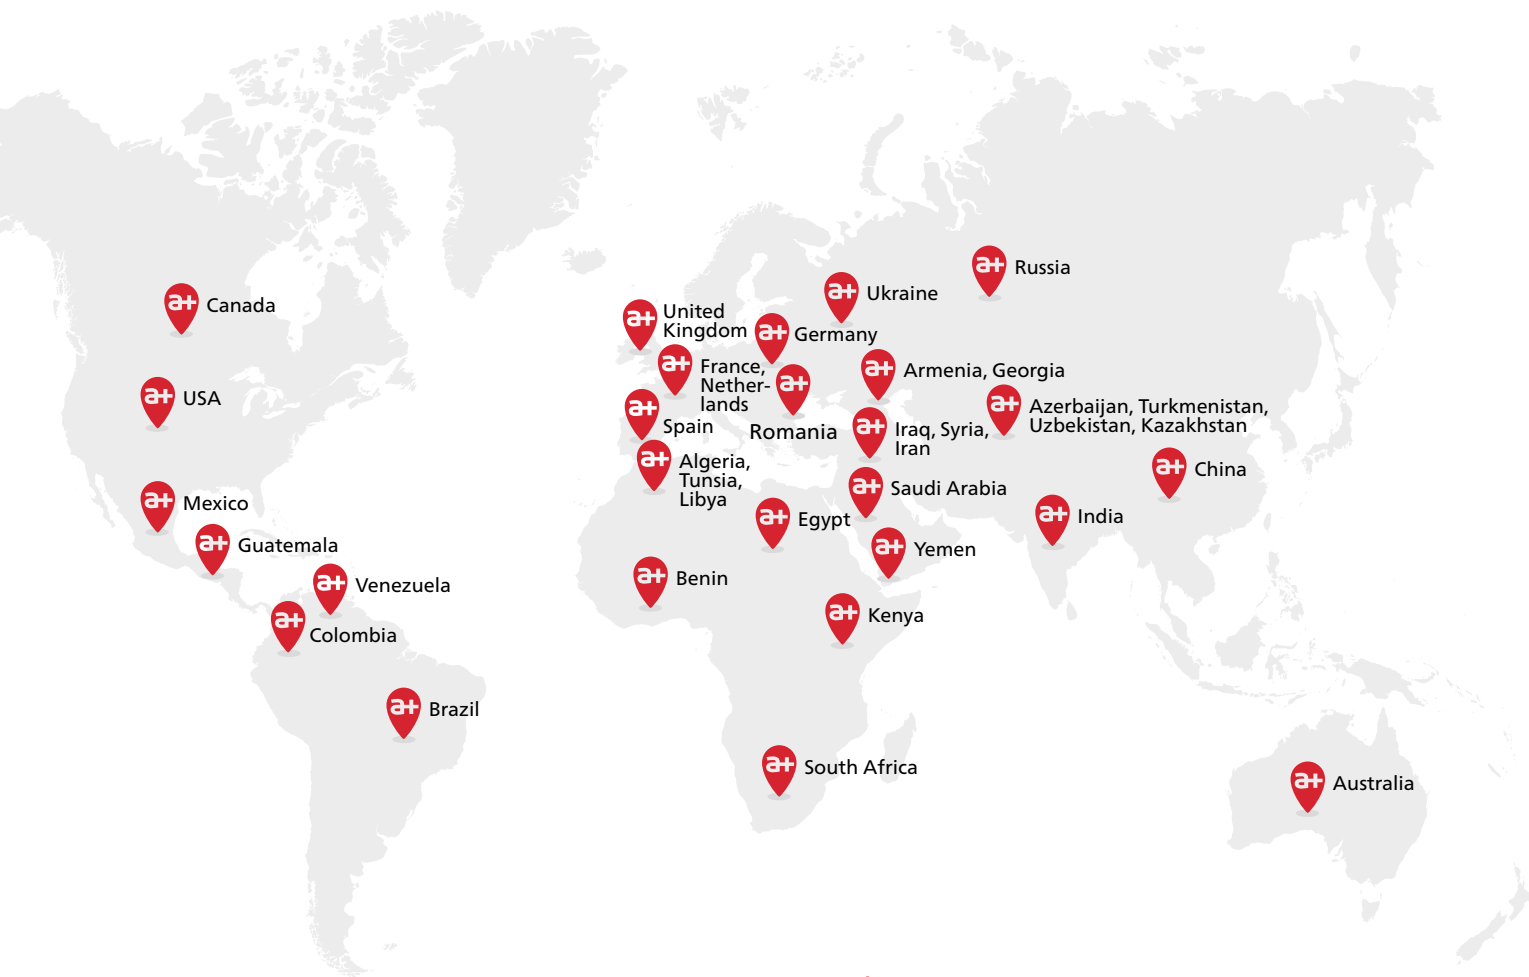 a+ Russia
a+ Ukraine
a+ Canada
a+ United
Kingdom
a+ Germany
a+ France,
Nether-
lands
a+ Armenia, Georgia
a+ USA
a+ Spain
a+
Romania
a+ Azerbaijan, Turkmenistan,
Uzbekistan, Kazakhstan
a+ Iraq, Syria,
Iran
a+ Algeria,
Tunsia,
Libya
a+ China
a+ Saudi Arabia
a+ Mexico
a+ Egypt
a+ India
a+ Guatemala
a+ Yemen
a+ Venezuela
a+ Benin
a+ Kenya
a+ Colombia
a+ Brazil
a+ South Africa
a+ Australia